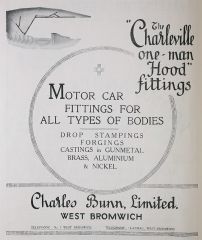 The
"Charleville
one-man
Hood"
fittings
MOTOR CAR
FITTINGS FOR
ALL TYPES OF BODIES
DROP STAMPINGS
FORGINGS
CASTINGS IN GUNMETAL,
BRASS, ALUMINIUM
& NICKEL
Charles Bunn, Limited,
WEST BROMWICH